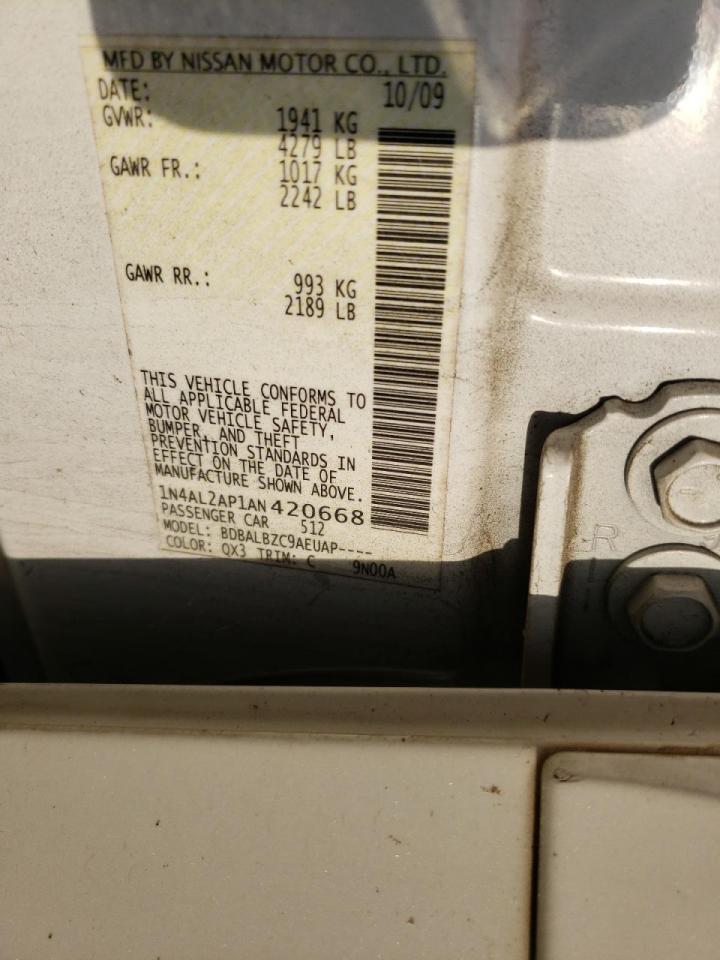 MFD BY NISSAN MOTOR CO., LTD.
DATE: 10/09
GVWR: 1941 KG
4279 LB
GAWR FR.: 1017 KG
2242 LB
GAWR RR.: 993 KG
2189 LB
THIS VEHICLE CONFORMS TO
ALL APPLICABLE FEDERAL
MOTOR VEHICLE SAFETY,
BUMPER, AND THEFT
PREVENTION STANDARDS IN
EFFECT ON THE DATE OF
MANUFACTURE SHOWN ABOVE.
1N4AL2AP1AN420668
PASSENGER CAR 512
MODEL: BDBALBZC9AEUAP----
COLOR: QX3 TRIM: C 9N00A
R